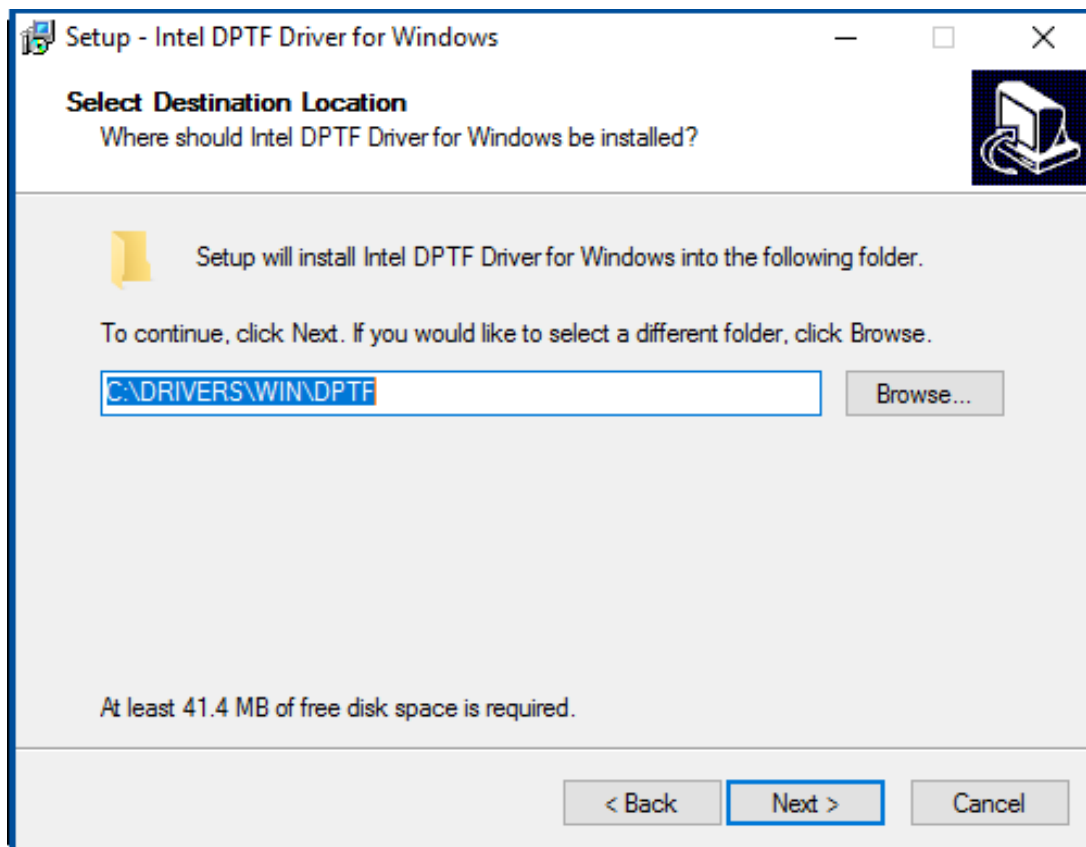 Setup - Intel DPTF Driver for Windows
Select Destination Location
Where should Intel DPTF Driver for Windows be installed?
Setup will install Intel DPTF Driver for Windows into the following folder.
To continue, click Next. If you would like to select a different folder, click Browse.
C:\DRIVERS\WIN\DPTF
Browse...
At least 41.4 MB of free disk space is required.
< Back
Next >
Cancel